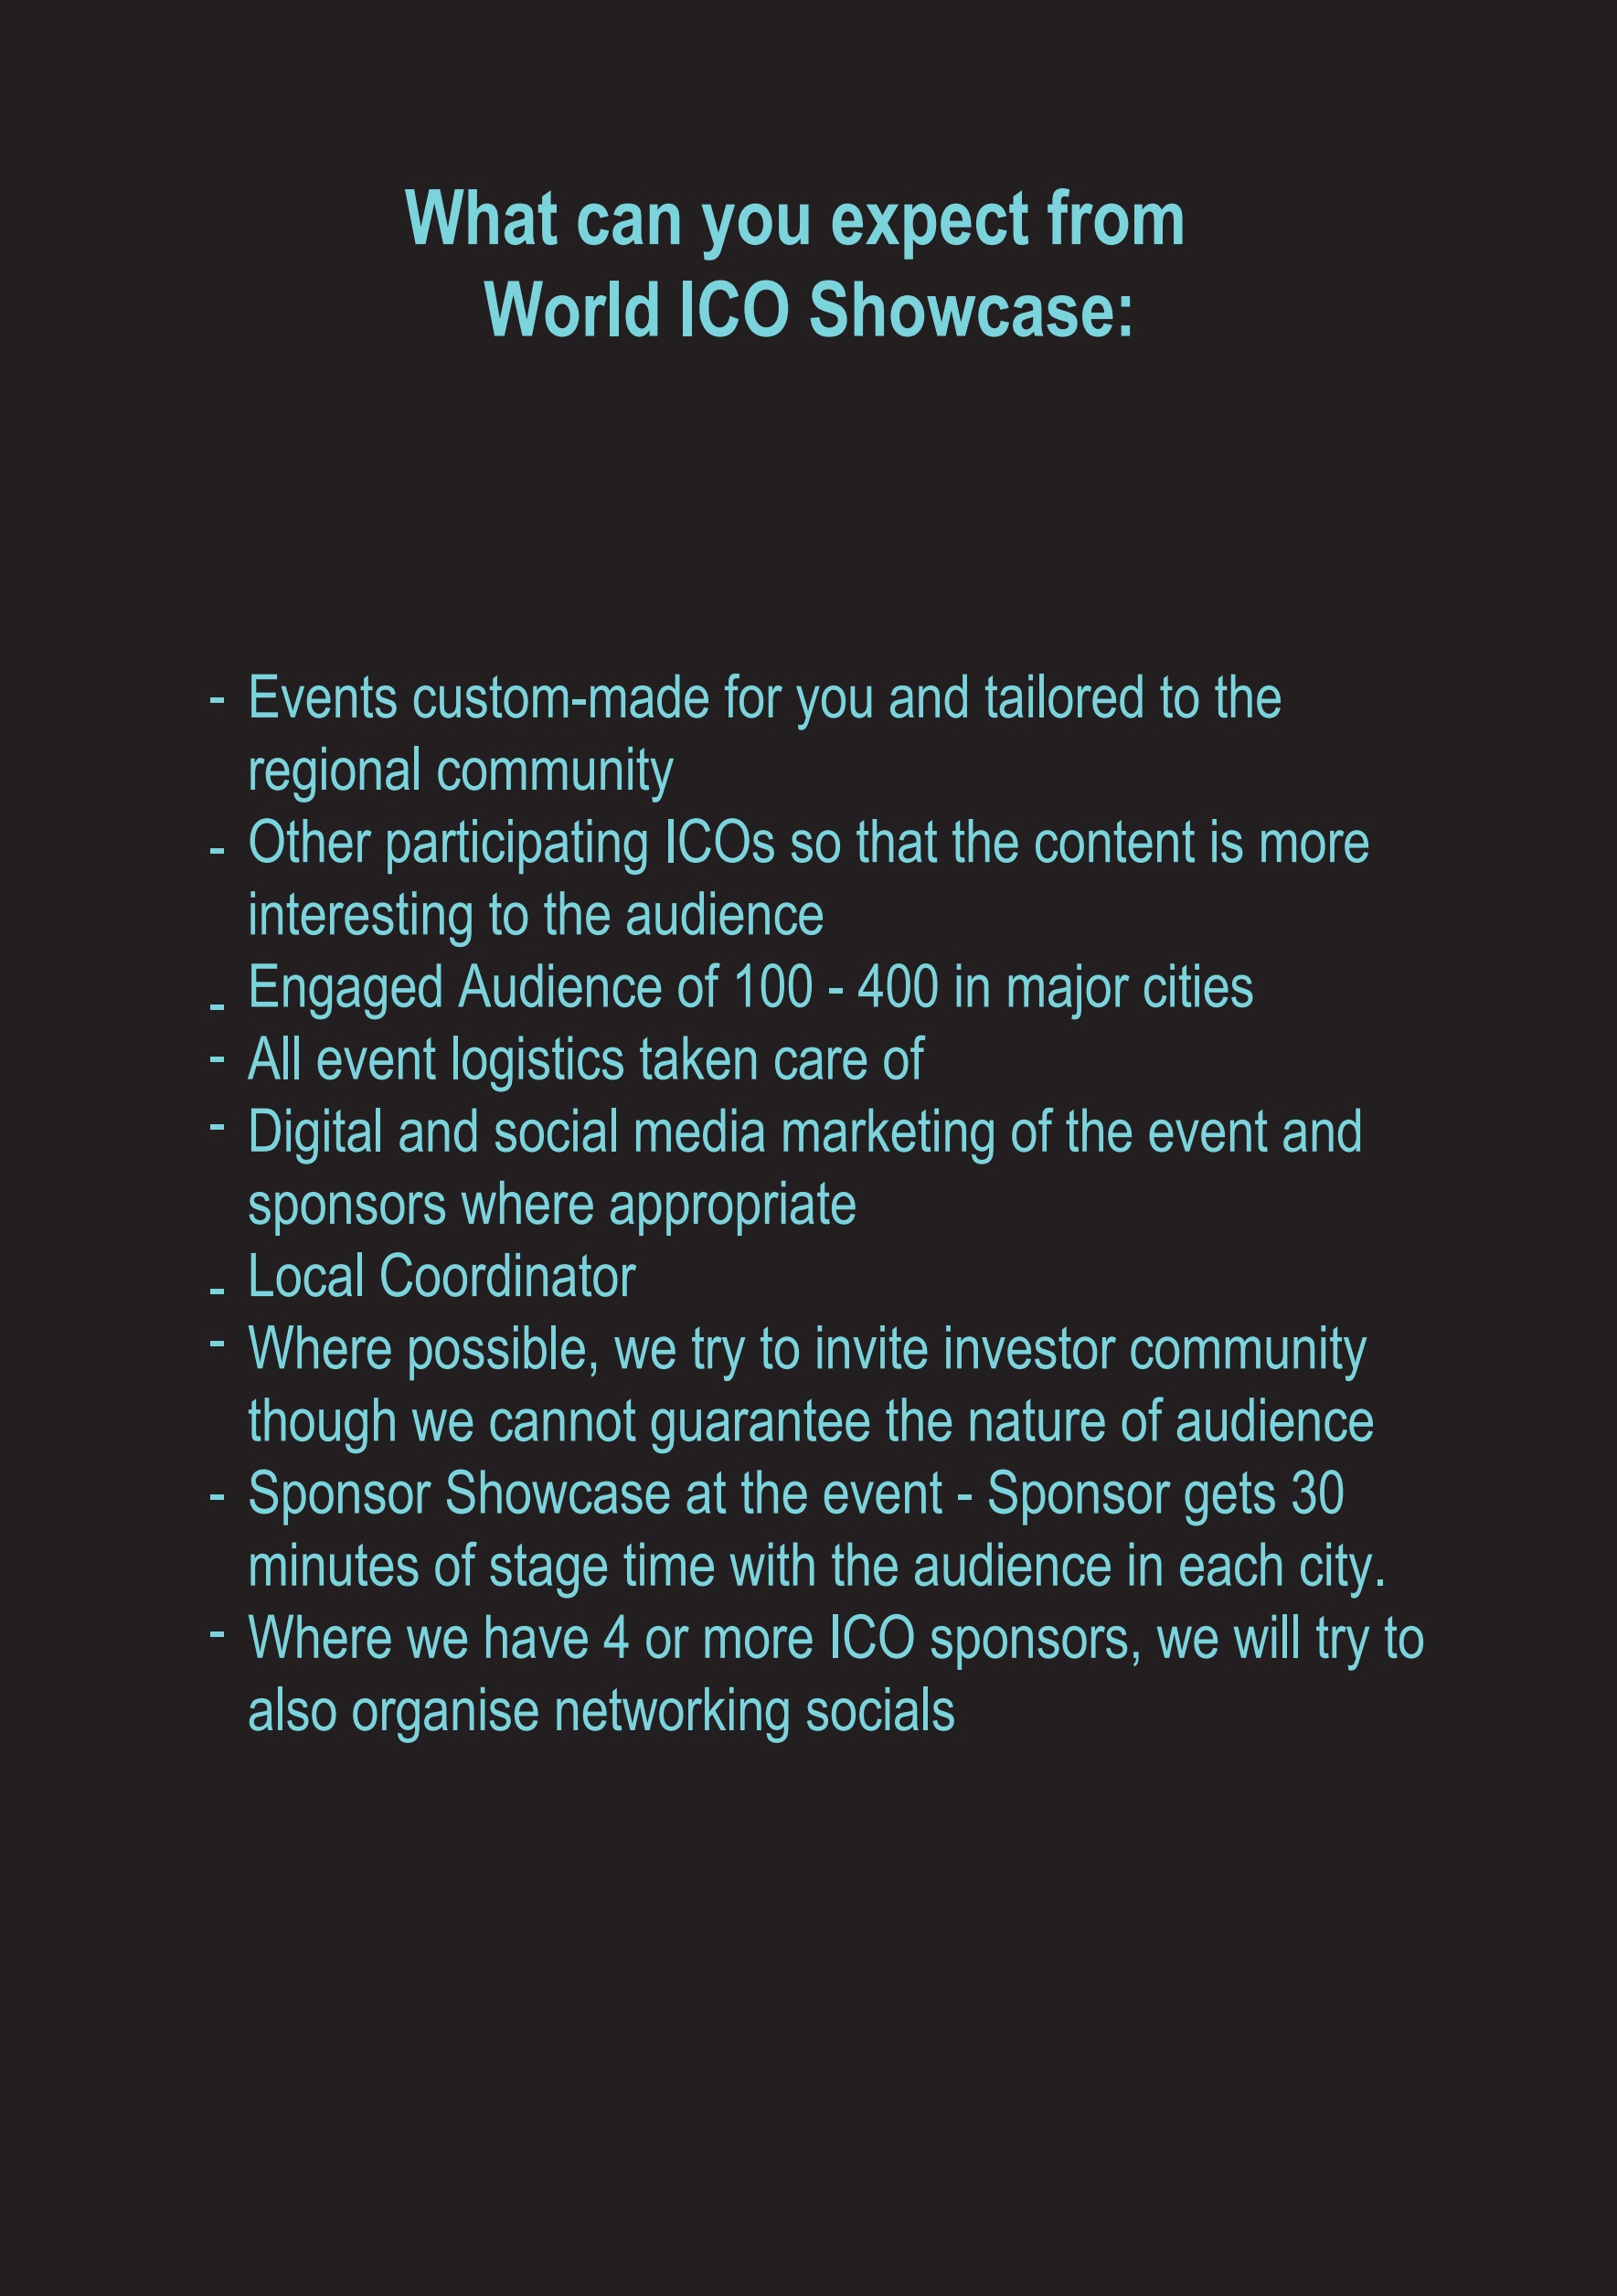 What can you expect from
World ICO Showcase:
- Events custom-made for you and tailored to the
regional community
- Other participating ICOs so that the content is more
interesting to the audience
- Engaged Audience of 100 - 400 in major cities
- All event logistics taken care of
- Digital and social media marketing of the event and
sponsors where appropriate
- Local Coordinator
- Where possible, we try to invite investor community
though we cannot guarantee the nature of audience
- Sponsor Showcase at the event - Sponsor gets 30
minutes of stage time with the audience in each city.
- Where we have 4 or more ICO sponsors, we will try to
also organise networking socials